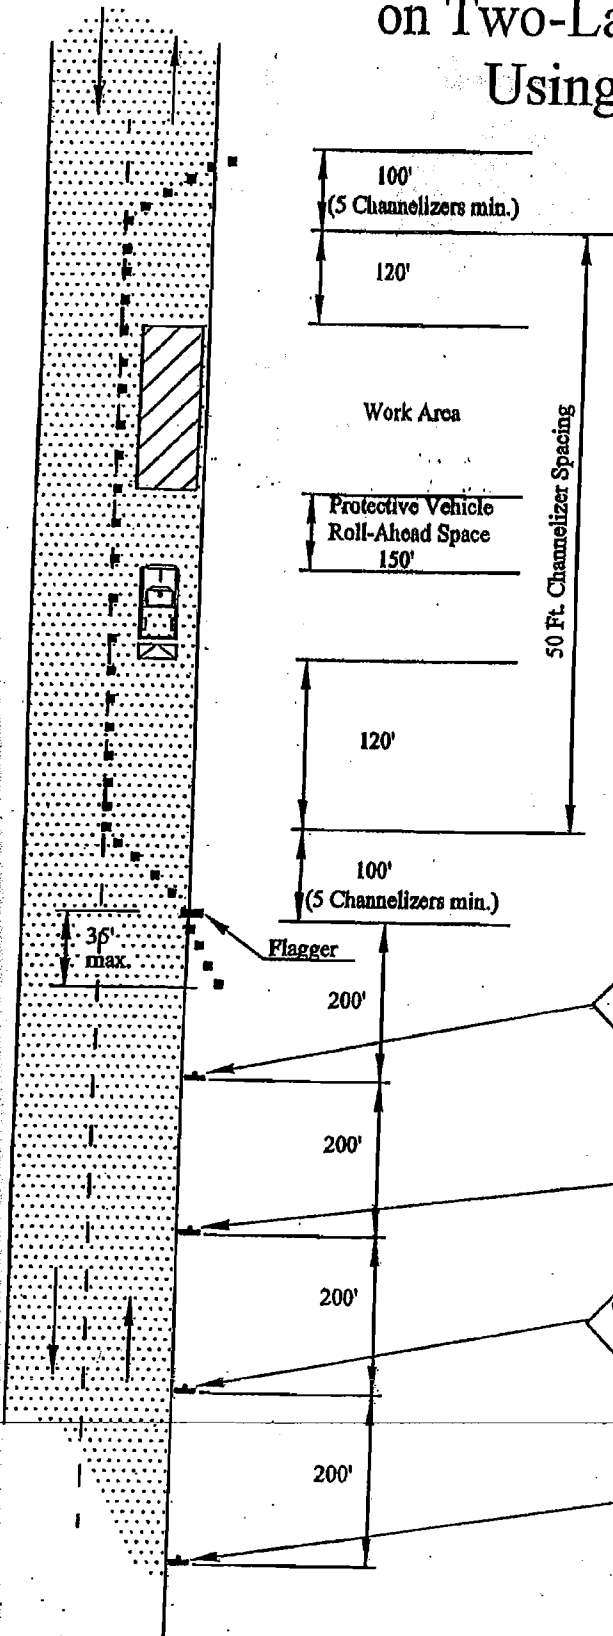 on Two-La
Using
100'
(5 Channelizers min.)
120'
Work Area
50 Ft. Channelizer Spacing
Protective Vehicle
Roll-Ahead Space
150'
120'
100'
(5 Channelizers min.)
max.
Flagger
200'
200'
200'
200'